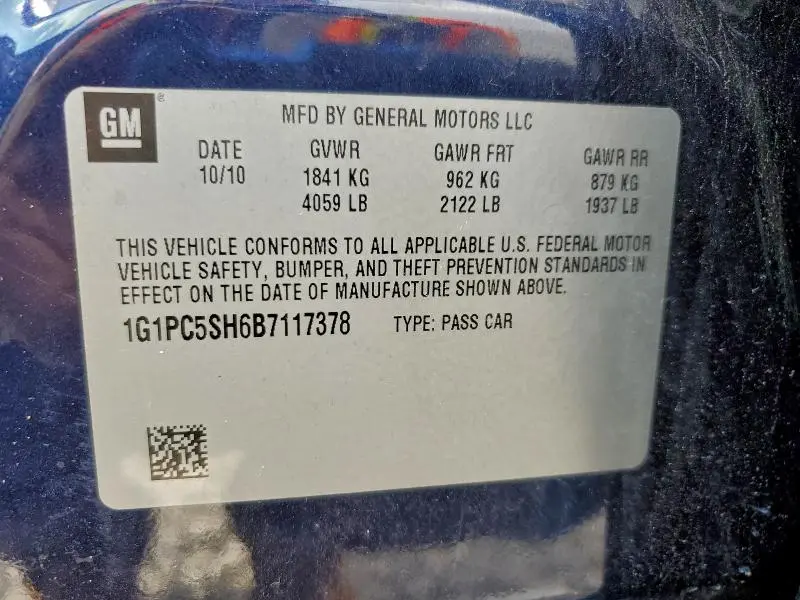 GM ®
MFD BY GENERAL MOTORS LLC
DATE GVWR GAWR FRT GAWR RR
10/10 1841 KG 962 KG 879 KG
4059 LB 2122 LB 1937 LB
THIS VEHICLE CONFORMS TO ALL APPLICABLE U.S. FEDERAL MOTOR
VEHICLE SAFETY, BUMPER, AND THEFT PREVENTION STANDARDS IN
EFFECT ON THE DATE OF MANUFACTURE SHOWN ABOVE.
1G1PC5SH6B7117378 TYPE: PASS CAR